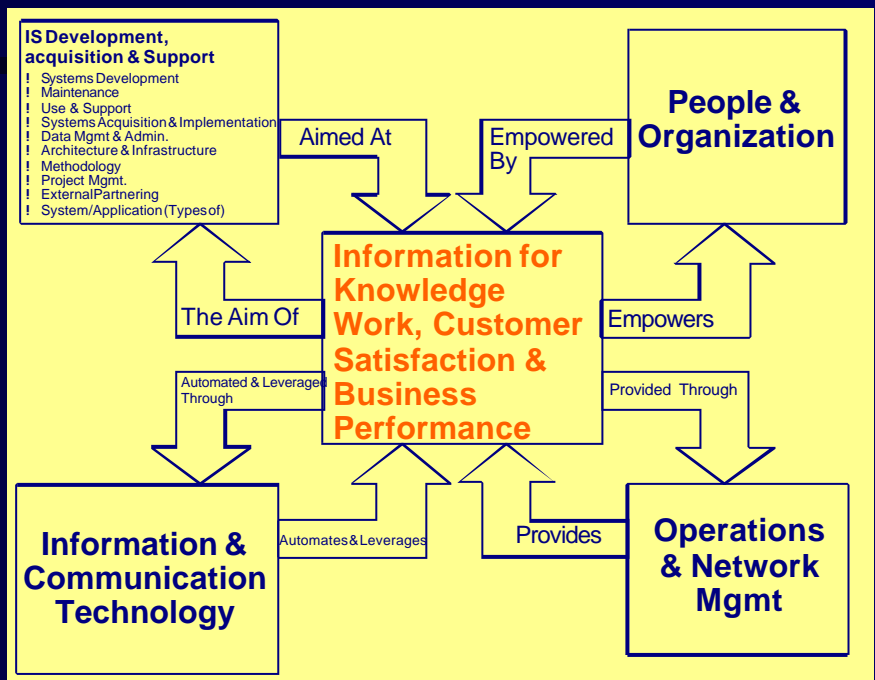 IS Development,
acquisition & Support
! Systems Development
! Maintenance
! Use & Support
! Systems Acquisition & Implementation
! Data Mgmt & Admin.
! Architecture & Infrastructure
! Methodology
! Project Mgmt.
! External Partnering
! System/Application (Types of)
Aimed At
Empowered
By
People &
Organization
The Aim Of
Information for
Knowledge
Work, Customer
Satisfaction &
Business
Performance
Empowers
Automated & Leveraged
Through
Provided Through
Information &
Communication
Technology
Automates & Leverages
Provides
Operations
& Network
Mgmt